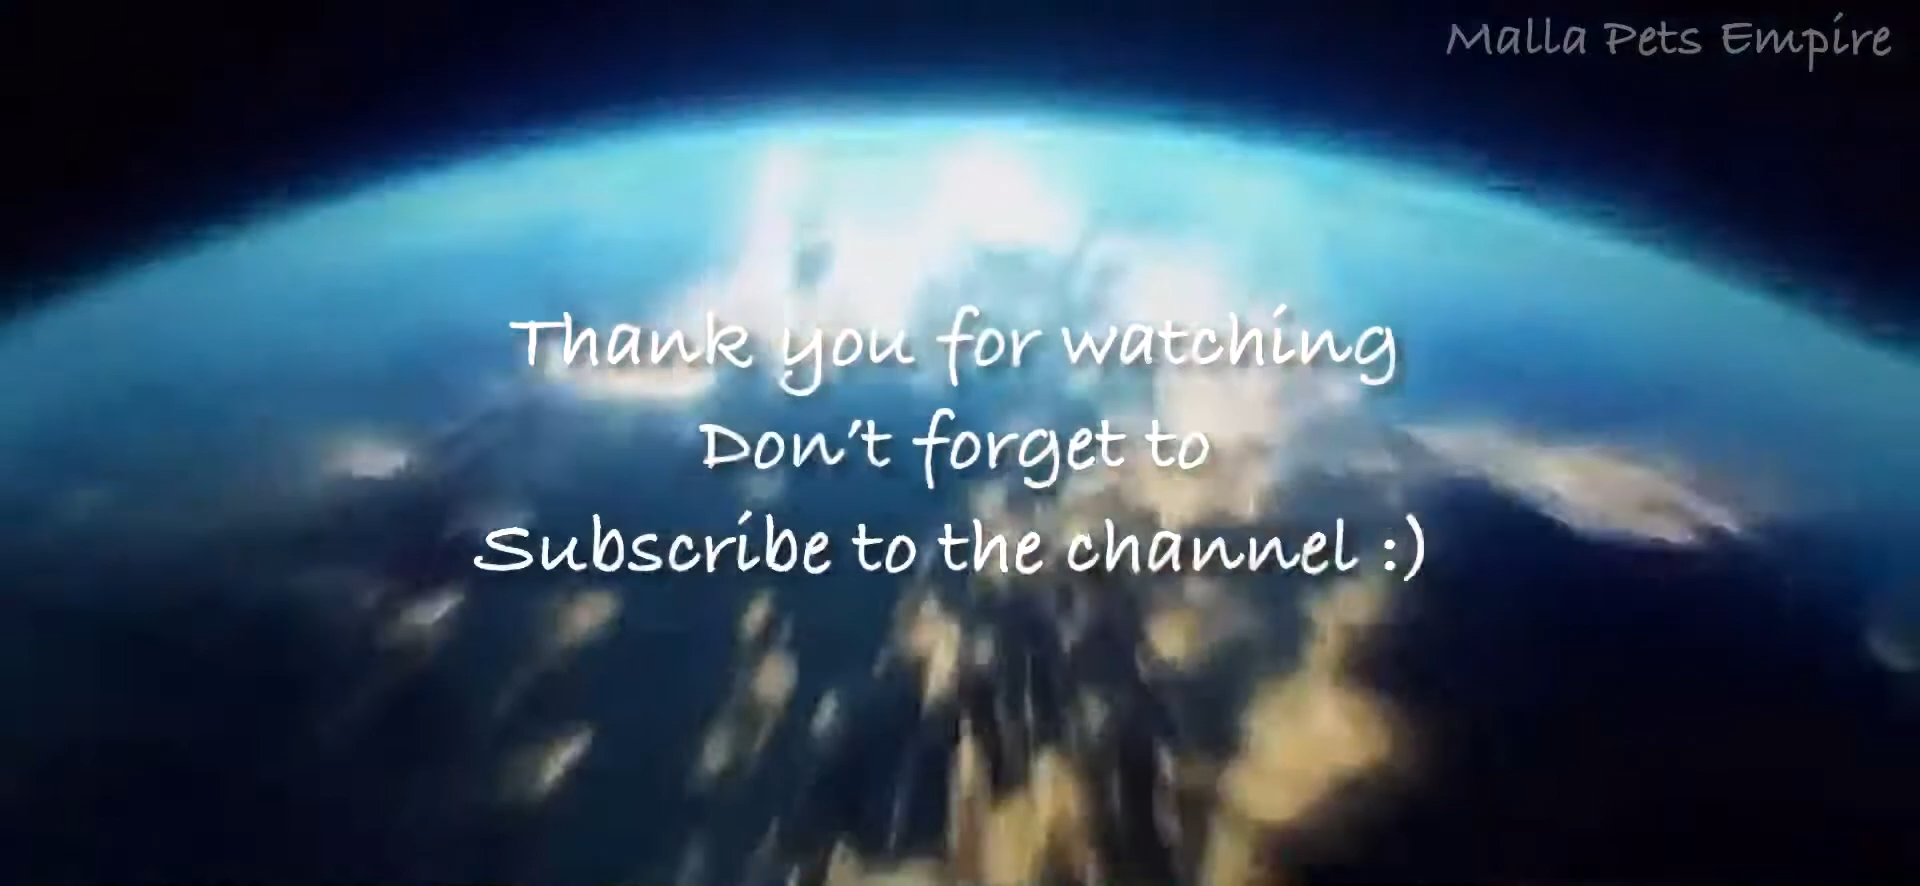 Malla Pets Empire
Thank you for watching
Don't forget to
Subscribe to the channel :)